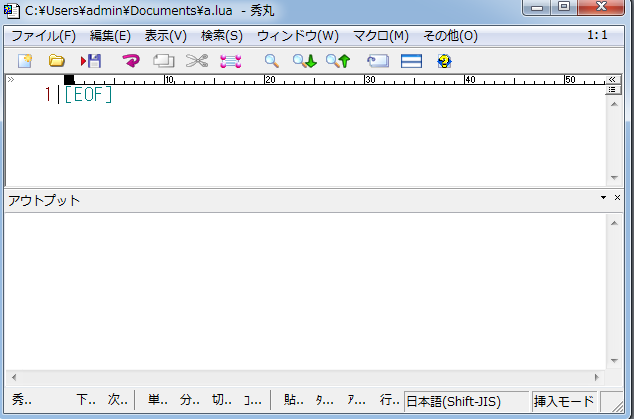 C:¥Users¥admin¥Documents¥a.lua - 秀丸
ファイル(F) 編集(E) 表示(V) 検索(S) ウィンドウ(W) マクロ(M) その他(O) 1:1
10 20 30 40 50
1 [EOF]
アウトプット
秀.. 下.. 次.. 単.. 分.. 切.. コ... 貼.. タ... ア... 行.. 日本語(Shift-JIS) 挿入モード